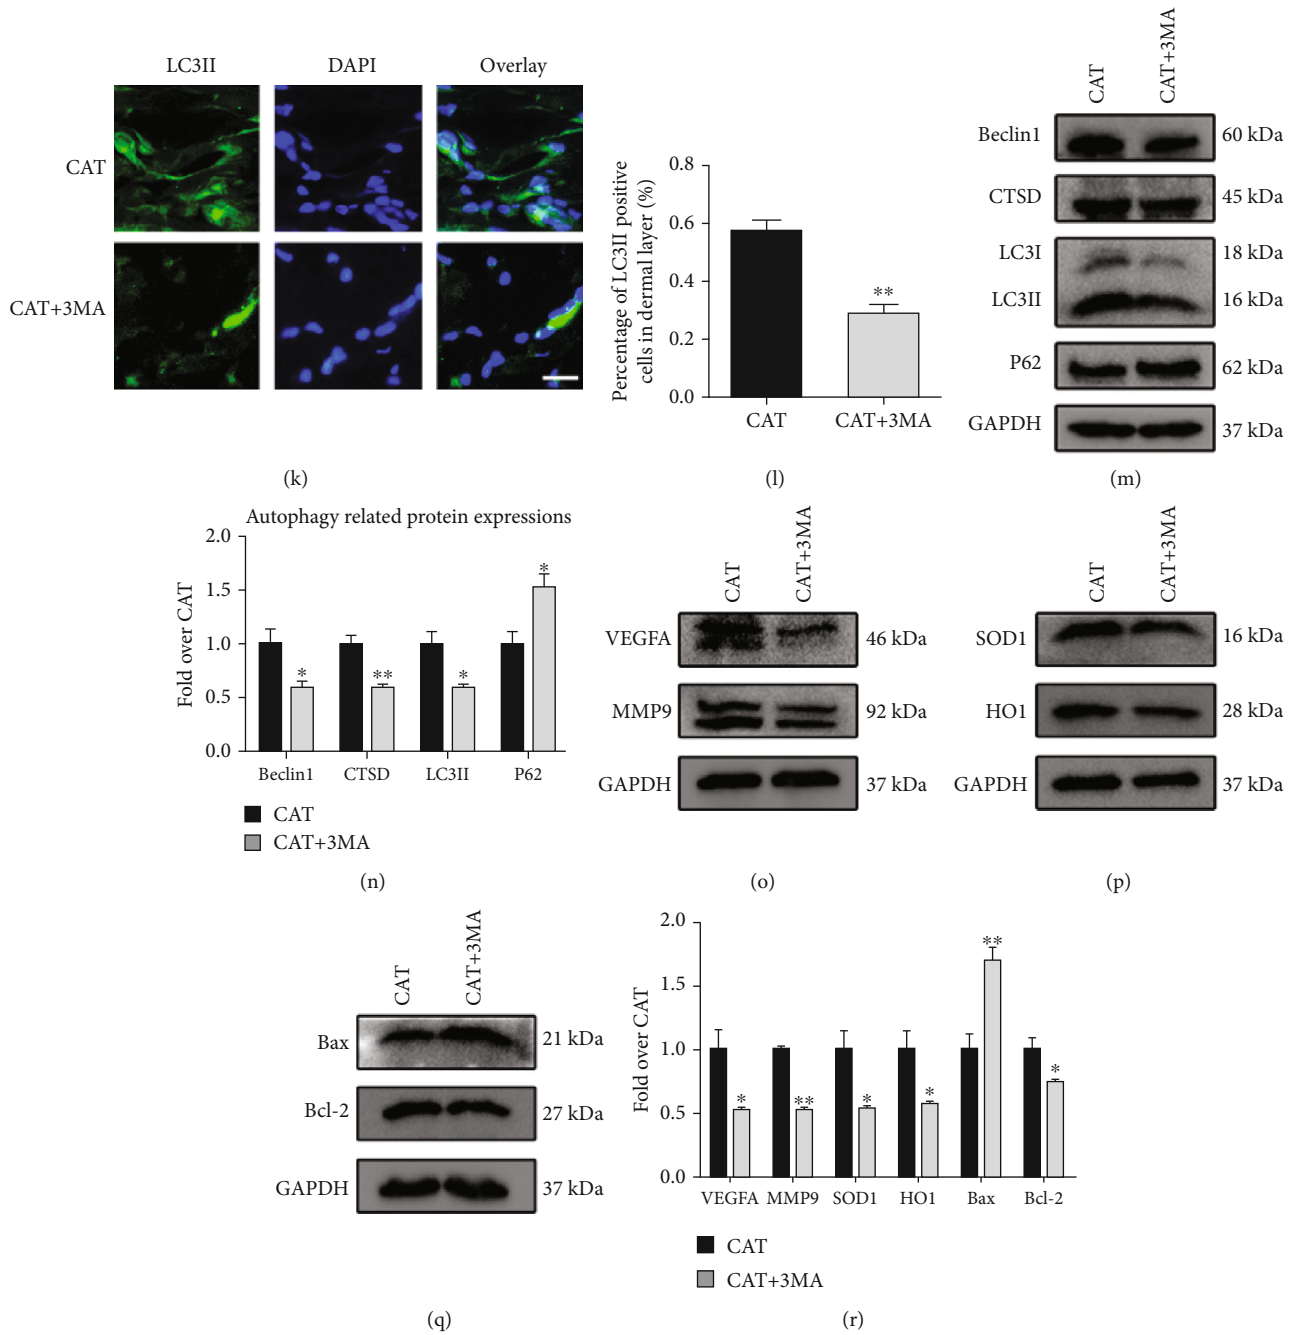 LC3II DAPI Overlay
CAT
CAT+3MA
(k)
Percentage of LC3II positive
cells in dermal layer (%)
0.8
0.6
0.4
0.2
0.0
**
CAT CAT+3MA
(l)
CAT CAT+3MA
Beclin1 60 kDa
CTSD 45 kDa
LC3I 18 kDa
LC3II 16 kDa
P62 62 kDa
GAPDH 37 kDa
(m)
Autophagy related protein expressions
Fold over CAT
2.0
1.5
1.0
0.5
0.0
* ** * *
Beclin1 CTSD LC3II P62
CAT
CAT+3MA
(n)
CAT CAT+3MA
VEGFA 46 kDa
MMP9 92 kDa
GAPDH 37 kDa
(o)
CAT CAT+3MA
SOD1 16 kDa
HO1 28 kDa
GAPDH 37 kDa
(p)
CAT CAT+3MA
Bax 21 kDa
Bcl-2 27 kDa
GAPDH 37 kDa
(q)
Fold over CAT
2.0
1.5
1.0
0.5
0.0
* ** * * ** *
VEGFA MMP9 SOD1 HO1 Bax Bcl-2
CAT
CAT+3MA
(r)